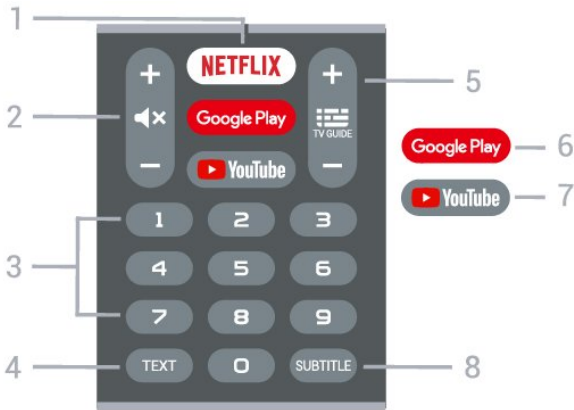 1
NETFLIX
+ +
5
2
Google Play
TV GUIDE
Google Play
6
− −
YouTube
YouTube
7
1 2 3
3
4 5 6
7 8 9
4
TEXT 0 SUBTITLE
8